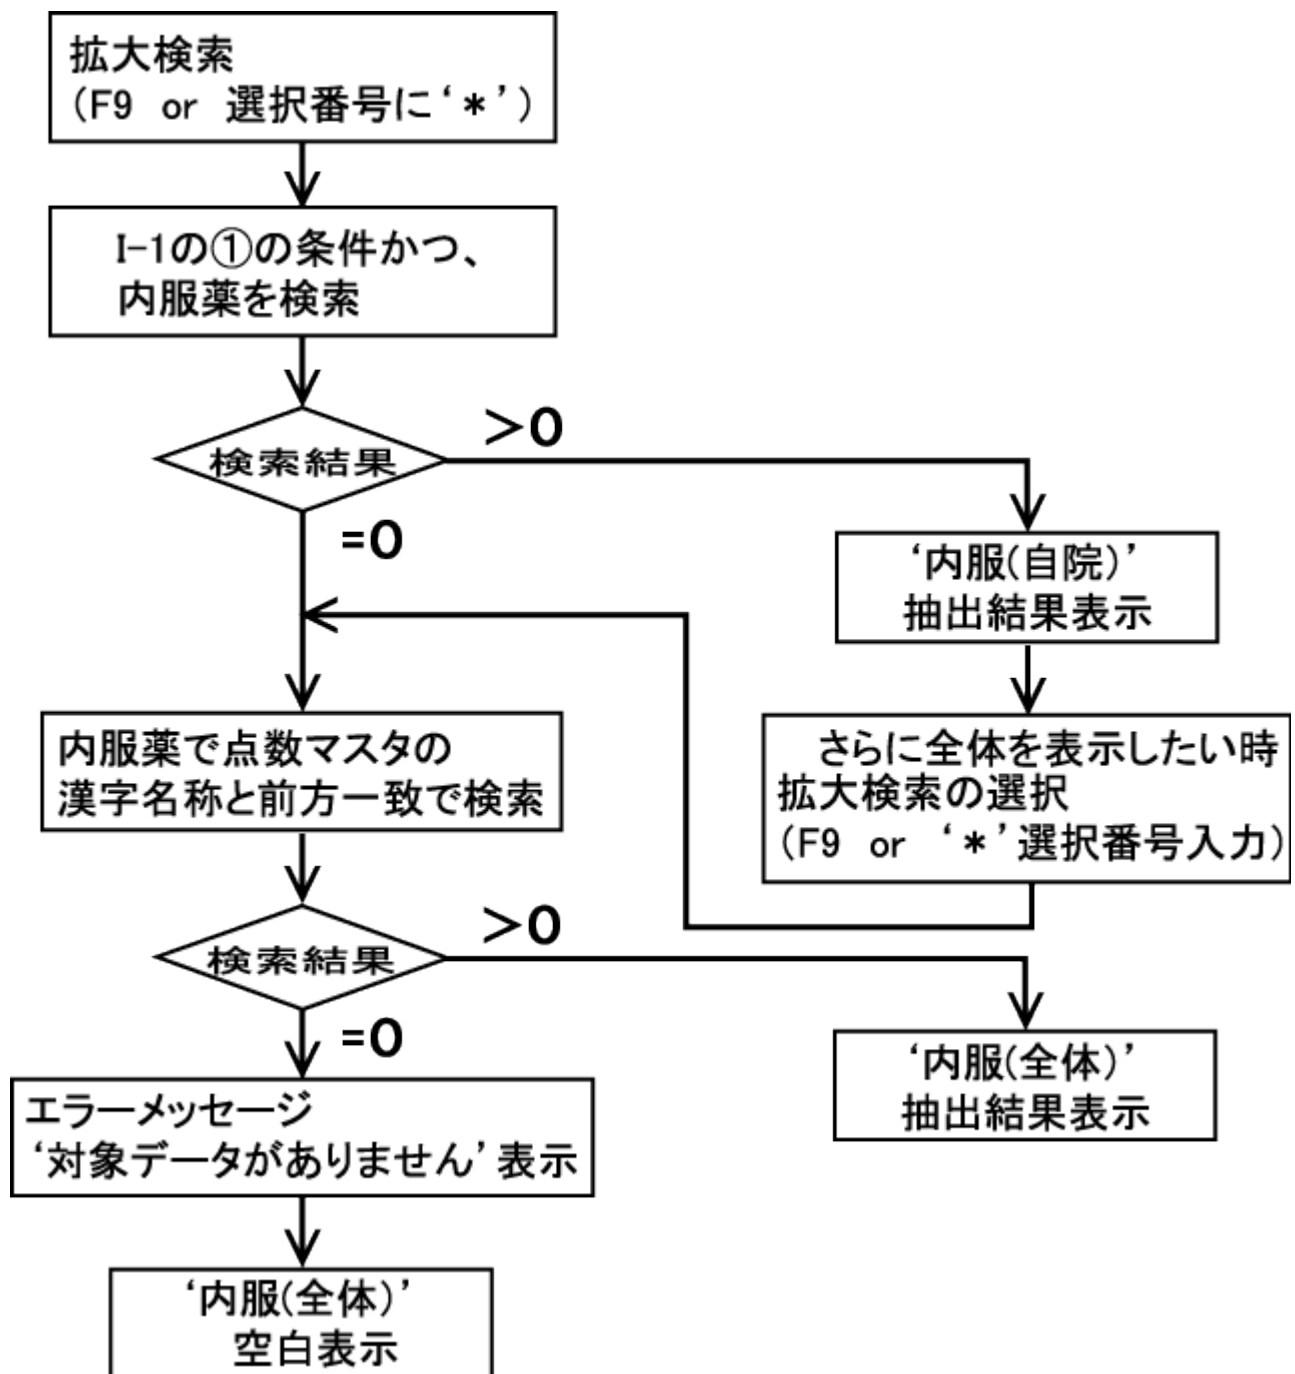 拡大検索
(F9 or 選択番号に‘*’)
I-1の①の条件かつ、
内服薬を検索
検索結果
>0
=0
‘内服(自院)’
抽出結果表示
さらに全体を表示したい時
拡大検索の選択
(F9 or ‘*’選択番号入力)
内服薬で点数マスタの
漢字名称と前方一致で検索
検索結果
>0
=0
‘内服(全体)’
抽出結果表示
エラーメッセージ
‘対象データがありません’表示
‘内服(全体)’
空白表示